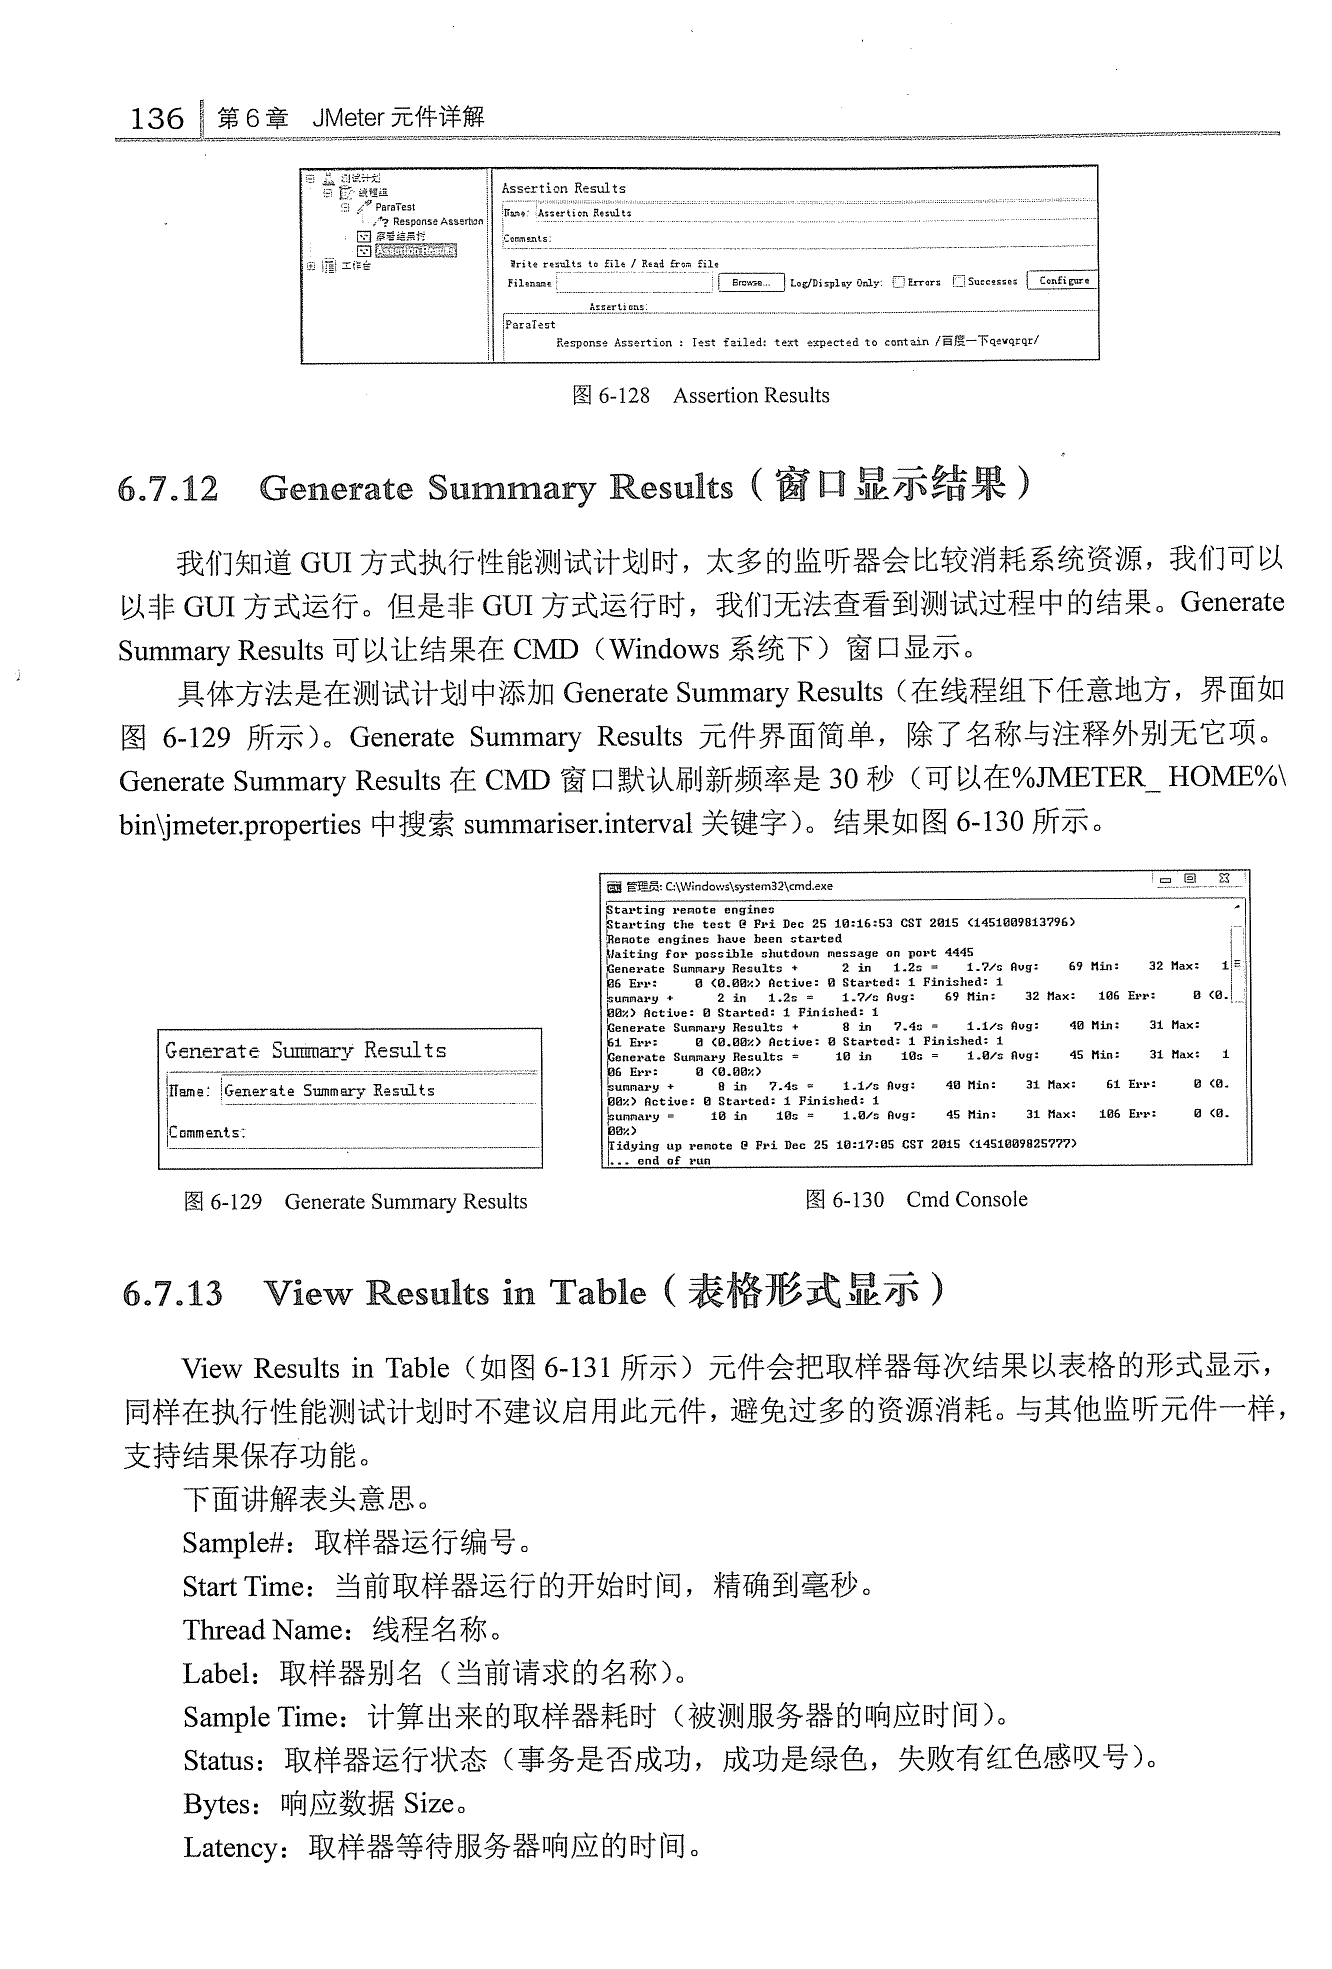 136 第6章 JMeter 元件详解
测试计划
线程组
ParaTest
Response Assertion
察看结果树
Assertion Results
工作台
Assertion Results
Name: Assertion Results
Comments:
Write results to file / Read from file
Filename Browse... Log/Display Only: Errors Successes Configure
Assertions:
ParaTest
Response Assertion : Test failed: text expected to contain /百度一下qewqrqr/
图 6-128 Assertion Results
6.7.12 Generate Summary Results（窗口显示结果）
我们知道 GUI 方式执行性能测试计划时，太多的监听器会比较消耗系统资源，我们可以
以非 GUI 方式运行。但是非 GUI 方式运行时，我们无法查看到测试过程中的结果。Generate
Summary Results 可以让结果在 CMD（Windows 系统下）窗口显示。
具体方法是在测试计划中添加 Generate Summary Results（在线程组下任意地方，界面如
图 6-129 所示）。Generate Summary Results 元件界面简单，除了名称与注释外别无它项。
Generate Summary Results 在 CMD 窗口默认刷新频率是 30 秒（可以在%JMETER_ HOME%\
bin\jmeter.properties 中搜索 summariser.interval 关键字）。结果如图 6-130 所示。
Generate Summary Results
Name: Generate Summary Results
Comments:
图 6-129 Generate Summary Results
管理员: C:\Windows\system32\cmd.exe
Starting remote engines
Starting the test @ Fri Dec 25 10:16:53 CST 2015 (1451009813796)
Remote engines have been started
Waiting for possible shutdown message on port 4445
Generate Summary Results + 2 in 1.2s = 1.7/s Avg: 69 Min: 32 Max: 1
06 Err: 0 (0.00%) Active: 0 Started: 1 Finished: 1
summary + 2 in 1.2s = 1.7/s Avg: 69 Min: 32 Max: 106 Err: 0 (0.
00%) Active: 0 Started: 1 Finished: 1
Generate Summary Results + 8 in 7.4s = 1.1/s Avg: 40 Min: 31 Max:
61 Err: 0 (0.00%) Active: 0 Started: 1 Finished: 1
Generate Summary Results = 10 in 10s = 1.0/s Avg: 45 Min: 31 Max: 1
06 Err: 0 (0.00%)
summary + 8 in 7.4s = 1.1/s Avg: 40 Min: 31 Max: 61 Err: 0 (0.
00%) Active: 0 Started: 1 Finished: 1
summary = 10 in 10s = 1.0/s Avg: 45 Min: 31 Max: 106 Err: 0 (0.
00%)
Tidying up remote @ Fri Dec 25 10:17:05 CST 2015 (1451009825777)
... end of run
图 6-130 Cmd Console
6.7.13 View Results in Table（表格形式显示）
View Results in Table（如图 6-131 所示）元件会把取样器每次结果以表格的形式显示，
同样在执行性能测试计划时不建议启用此元件，避免过多的资源消耗。与其他监听元件一样，
支持结果保存功能。
下面讲解表头意思。
Sample#：取样器运行编号。
Start Time：当前取样器运行的开始时间，精确到毫秒。
Thread Name：线程名称。
Label：取样器别名（当前请求的名称）。
Sample Time：计算出来的取样器耗时（被测服务器的响应时间）。
Status：取样器运行状态（事务是否成功，成功是绿色，失败有红色感叹号）。
Bytes：响应数据 Size。
Latency：取样器等待服务器响应的时间。